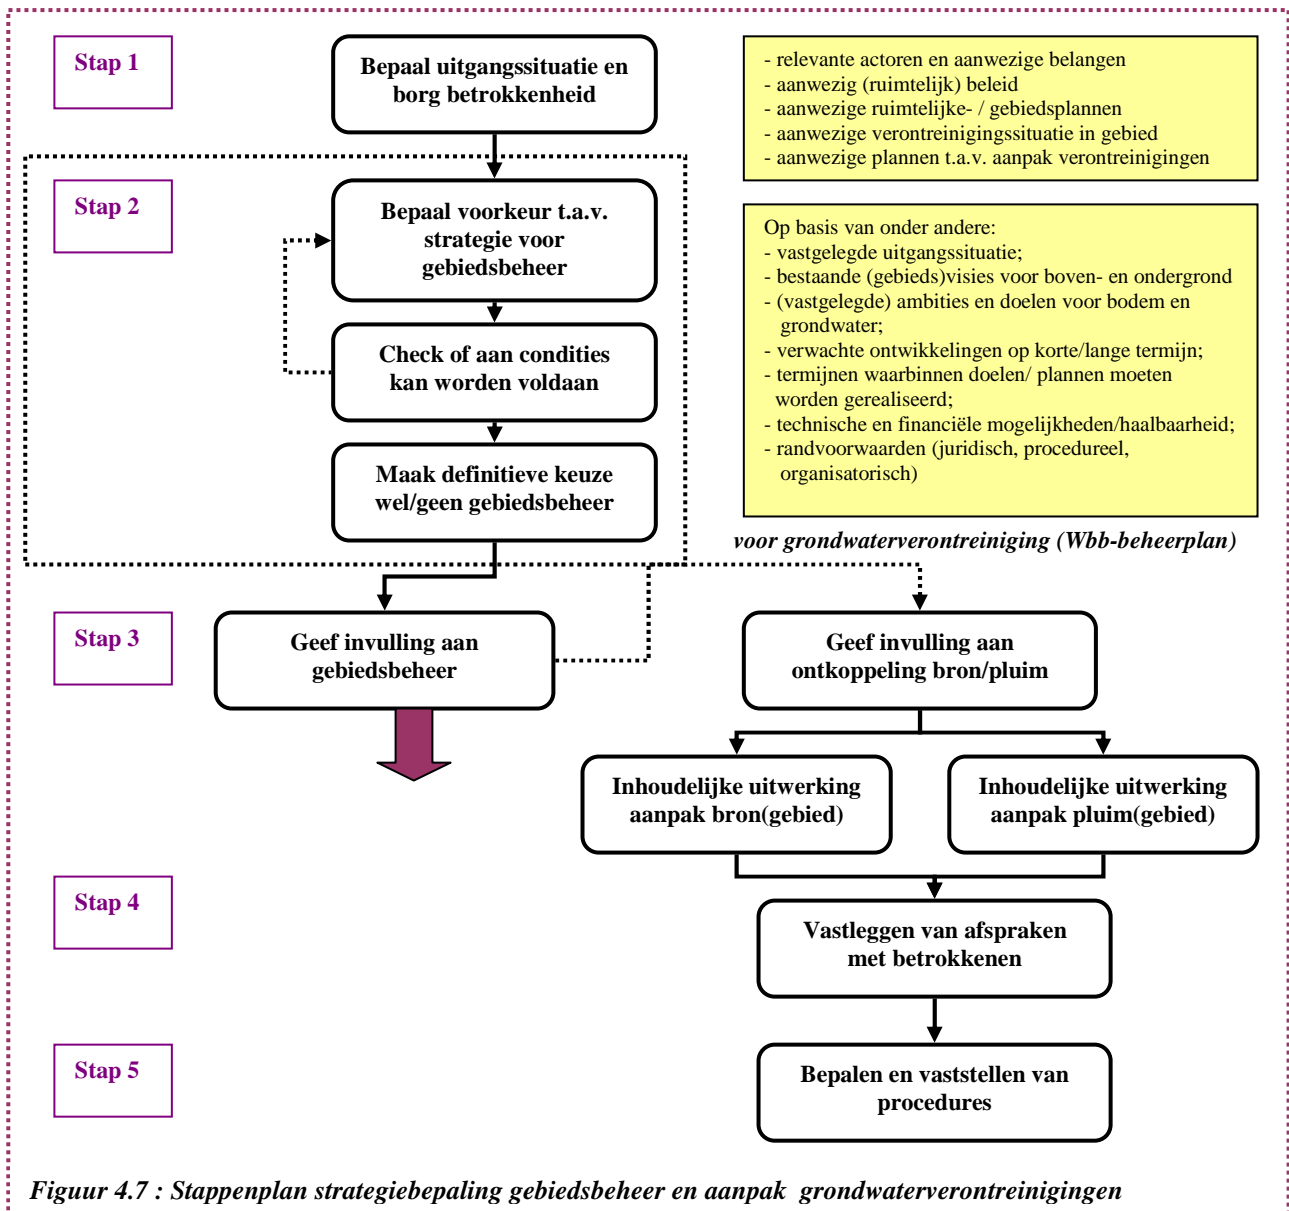 Stap 1
Bepaal uitgangssituatie en
borg betrokkenheid
- relevante actoren en aanwezige belangen
- aanwezig (ruimtelijk) beleid
- aanwezige ruimtelijke- / gebiedsplannen
- aanwezige verontreinigingssituatie in gebied
- aanwezige plannen t.a.v. aanpak verontreinigingen
Stap 2
Bepaal voorkeur t.a.v.
strategie voor
gebiedsbeheer
Check of aan condities
kan worden voldaan
Maak definitieve keuze
wel/geen gebiedsbeheer
Op basis van onder andere:
- vastgelegde uitgangssituatie;
- bestaande (gebieds)visies voor boven- en ondergrond
- (vastgelegde) ambities en doelen voor bodem en
grondwater;
- verwachte ontwikkelingen op korte/lange termijn;
- termijnen waarbinnen doelen/ plannen moeten
worden gerealiseerd;
- technische en financiële mogelijkheden/haalbaarheid;
- randvoorwaarden (juridisch, procedureel,
organisatorisch)
voor grondwaterverontreiniging (Wbb-beheerplan)
Stap 3
Geef invulling aan
gebiedsbeheer
Geef invulling aan
ontkoppeling bron/pluim
Inhoudelijke uitwerking
aanpak bron(gebied)
Inhoudelijke uitwerking
aanpak pluim(gebied)
Stap 4
Vastleggen van afspraken
met betrokkenen
Stap 5
Bepalen en vaststellen van
procedures
Figuur 4.7 : Stappenplan strategiebepaling gebiedsbeheer en aanpak grondwaterverontreinigingen